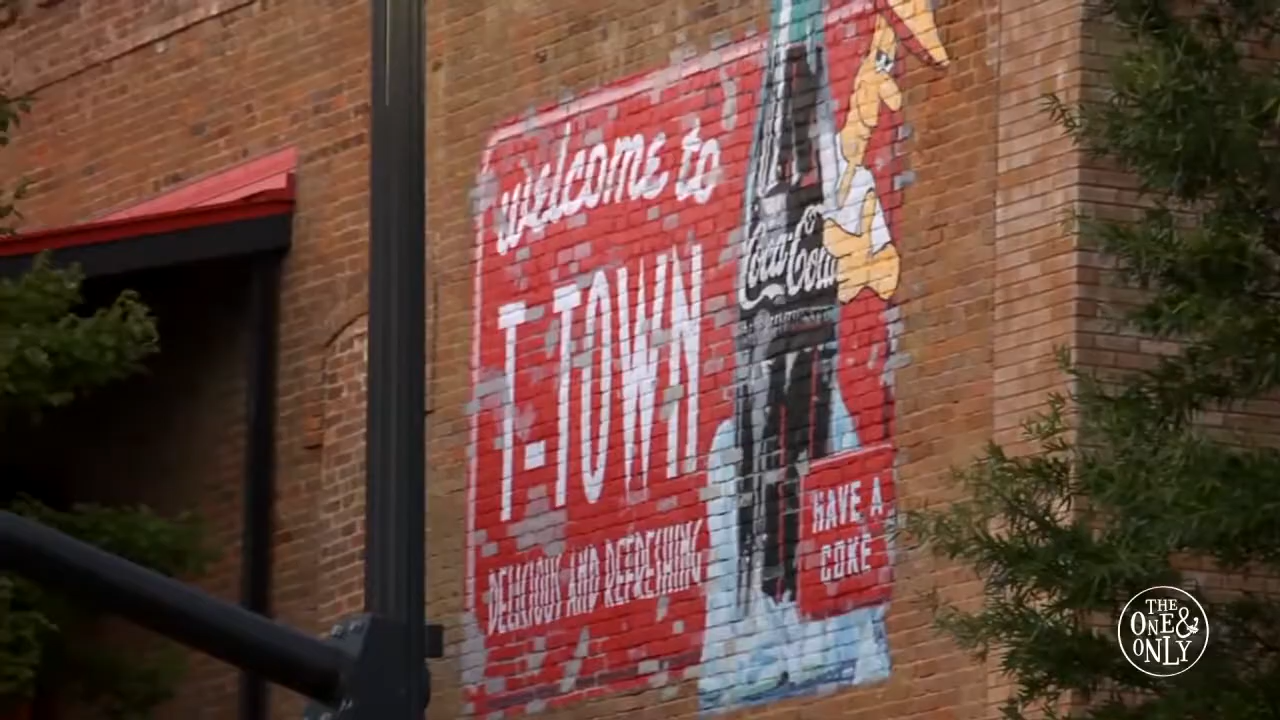 welcome to
T-TOWN
DELICIOUS AND REFRESHING
Coca-Cola
HAVE A
COKE
THE
ONE &
ONLY